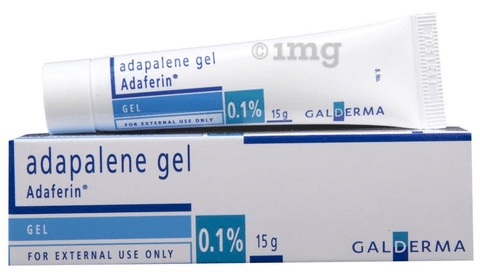 ©1mg
adapalene gel
Adaferin®
GEL
FOR EXTERNAL USE ONLY
0.1%
15g
GALDERMA
B.No.
adapalene gel
Adaferin®
GEL
FOR EXTERNAL USE ONLY
0.1%
15g
GALDERMA